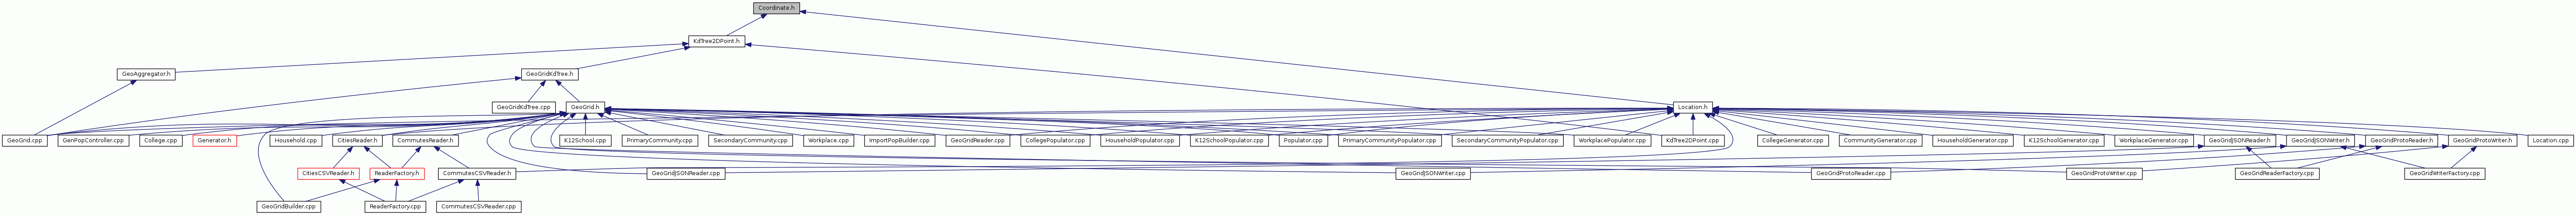 Coordinate.h
KdTree2DPoint.h
GeoAggregator.h
GeoGridKdTree.h
GeoGridKdTree.cpp
GeoGrid.h
Location.h
GeoGrid.cpp
GenPopController.cpp
College.cpp
Generator.h
Household.cpp
CitiesReader.h
CommutesReader.h
K12School.cpp
PrimaryCommunity.cpp
SecondaryCommunity.cpp
Workplace.cpp
ImportPopBuilder.cpp
GeoGridReader.cpp
CollegePopulator.cpp
HouseholdPopulator.cpp
K12SchoolPopulator.cpp
Populator.cpp
PrimaryCommunityPopulator.cpp
SecondaryCommunityPopulator.cpp
WorkplacePopulator.cpp
KdTree2DPoint.cpp
CollegeGenerator.cpp
CommunityGenerator.cpp
HouseholdGenerator.cpp
K12SchoolGenerator.cpp
WorkplaceGenerator.cpp
GeoGridJSONReader.h
GeoGridJSONWriter.h
GeoGridProtoReader.h
GeoGridProtoWriter.h
Location.cpp
CitiesCSVReader.h
ReaderFactory.h
CommutesCSVReader.h
GeoGridJSONReader.cpp
GeoGridJSONWriter.cpp
GeoGridProtoReader.cpp
GeoGridProtoWriter.cpp
GeoGridReaderFactory.cpp
GeoGridWriterFactory.cpp
GeoGridBuilder.cpp
ReaderFactory.cpp
CommutesCSVReader.cpp